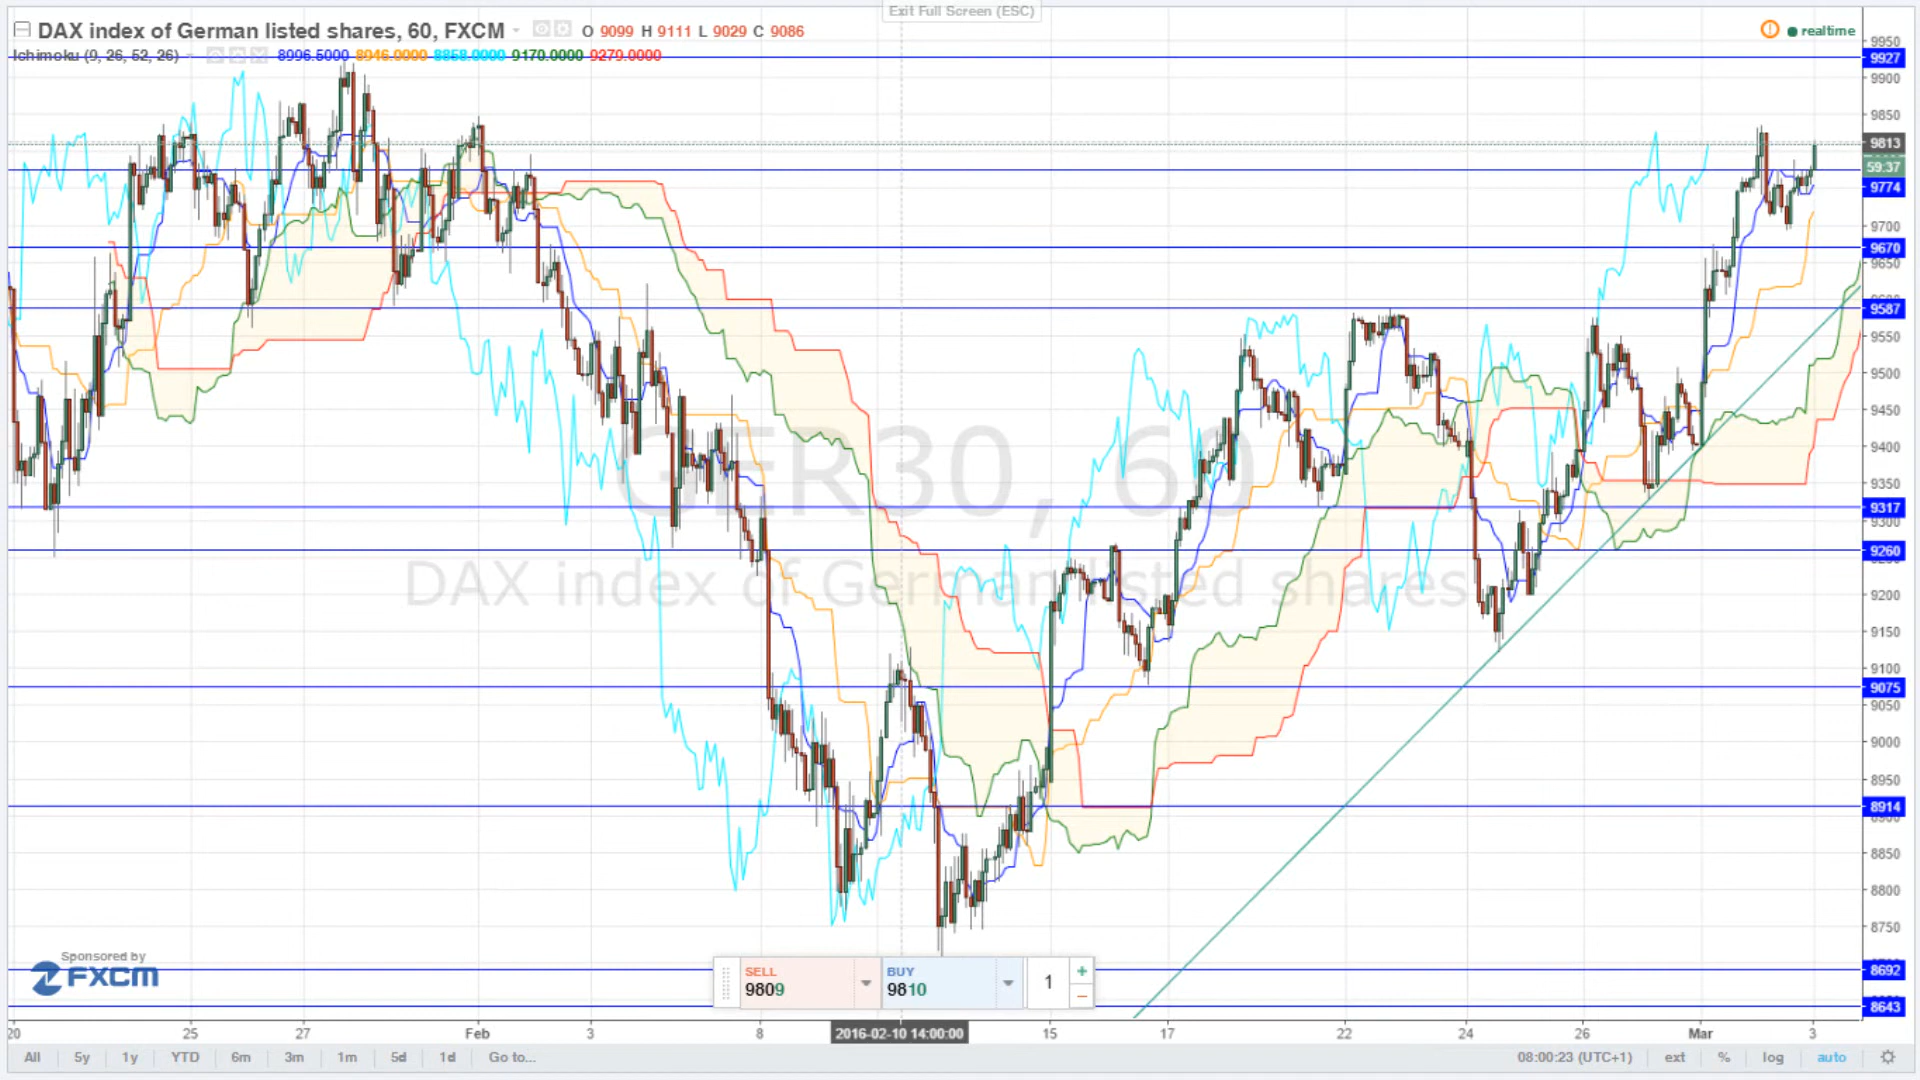 Exit Full Screen (ESC)
DAX index of German listed shares, 60, FXCM O 9099 H 9111 L 9029 C 9086
realtime
Ichimoku (9, 26, 52, 26) 8996.5000 8946.0000 8858.0000 9170.0000 9279.0000
9950
9927
9900
9850
9813
59:37
9774
9700
9670
9650
9587
9550
9500
9450
9400
9350
9317
9300
9260
9200
9150
9100
9075
9050
9000
8950
8914
8850
8800
8750
8692
8643
GER30, 60
DAX index of German listed shares
Sponsored by
FXCM
SELL
9809
BUY
9810
1
20 25 27 Feb 3 8 2016-02-10 14:00:00 15 17 22 24 26 Mar 3
All 5y 1y YTD 6m 3m 1m 5d 1d Go to... 08:00:23 (UTC+1) ext % log auto